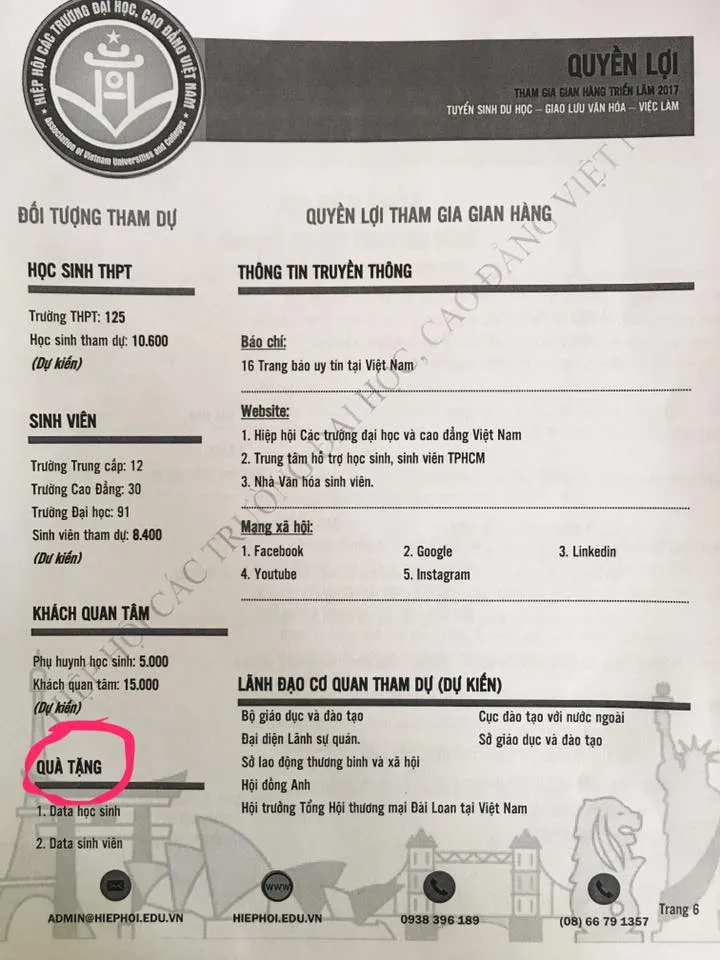 HIỆP HỘI CÁC TRƯỜNG ĐẠI HỌC, CAO ĐẲNG VIỆT NAM
Association of Vietnam Universities and Colleges
QUYỀN LỢI
THAM GIA GIAN HÀNG TRIỂN LÃM 2017
TUYỂN SINH DU HỌC – GIAO LƯU VĂN HÓA – VIỆC LÀM
ĐỐI TƯỢNG THAM DỰ
HỌC SINH THPT
Trường THPT: 125
Học sinh tham dự: 10.600
(Dự kiến)
SINH VIÊN
Trường Trung cấp: 12
Trường Cao Đẳng: 30
Trường Đại học: 91
Sinh viên tham dự: 8.400
(Dự kiến)
KHÁCH QUAN TÂM
Phụ huynh học sinh: 5.000
Khách quan tâm: 15.000
(Dự kiến)
QUÀ TẶNG
1. Data học sinh
2. Data sinh viên
QUYỀN LỢI THAM GIA GIAN HÀNG
THÔNG TIN TRUYỀN THÔNG
Báo chí:
16 Trang báo uy tín tại Việt Nam
Website:
1. Hiệp hội Các trường đại học và cao đẳng Việt Nam
2. Trung tâm hỗ trợ học sinh, sinh viên TPHCM
3. Nhà Văn hóa sinh viên.
Mạng xã hội:
1. Facebook 2. Google 3. Linkedin
4. Youtube 5. Instagram
LÃNH ĐẠO CƠ QUAN THAM DỰ (DỰ KIẾN)
Bộ giáo dục và đào tạo Cục đào tạo với nước ngoài
Đại diện Lãnh sự quán. Sở giáo dục và đào tạo
Sở lao động thương binh và xã hội
Hội đồng Anh
Hội trưởng Tổng Hội thương mại Đài Loan tại Việt Nam
HIỆP HỘI CÁC TRƯỜNG ĐẠI HỌC, CAO ĐẲNG VIỆT
WWW
ADMIN@HIEPHOI.EDU.VN HIEPHOI.EDU.VN 0938 396 189 (08) 66 79 1357
Trang 6